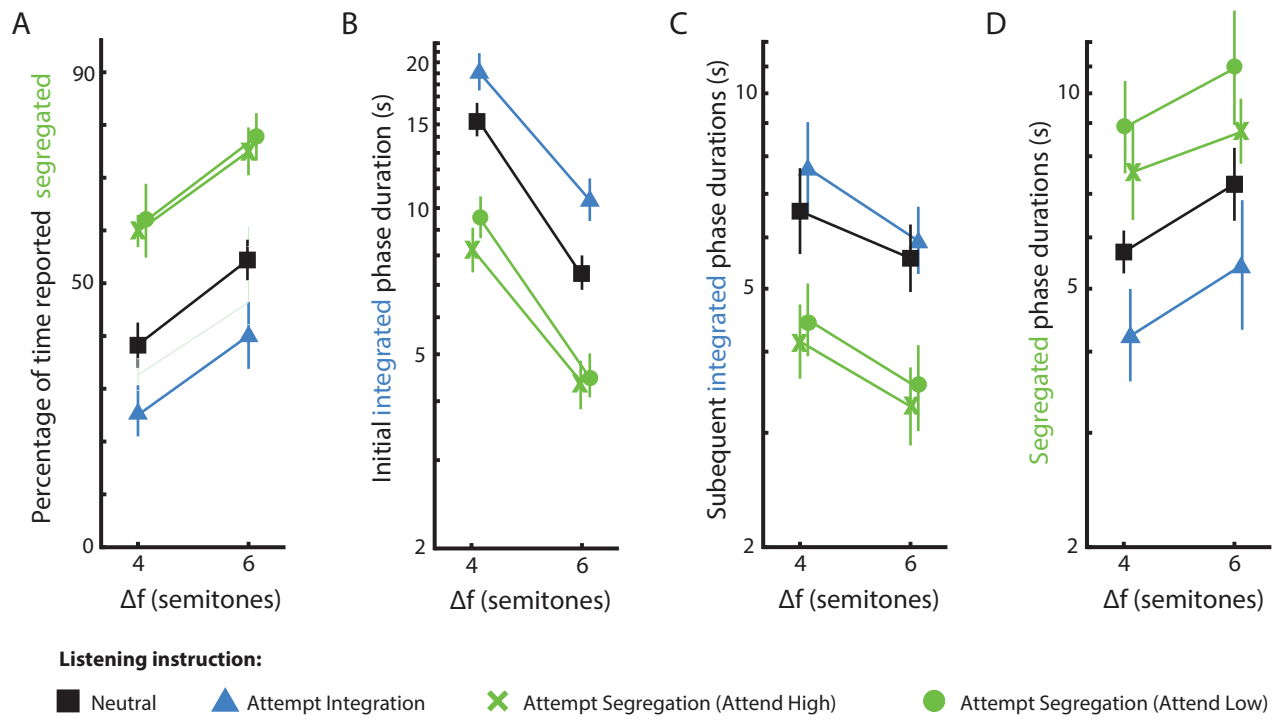 A
B
C
D
Percentage of time reported segregated
90
50
0
4
6
Δf (semitones)
Initial integrated phase duration (s)
20
15
10
5
2
4
6
Δf (semitones)
Subequent integrated phase durations (s)
10
5
2
4
6
Δf (semitones)
Segregated phase durations (s)
10
5
2
4
6
Δf (semitones)
Listening instruction:
Neutral
Attempt Integration
Attempt Segregation (Attend High)
Attempt Segregation (Attend Low)